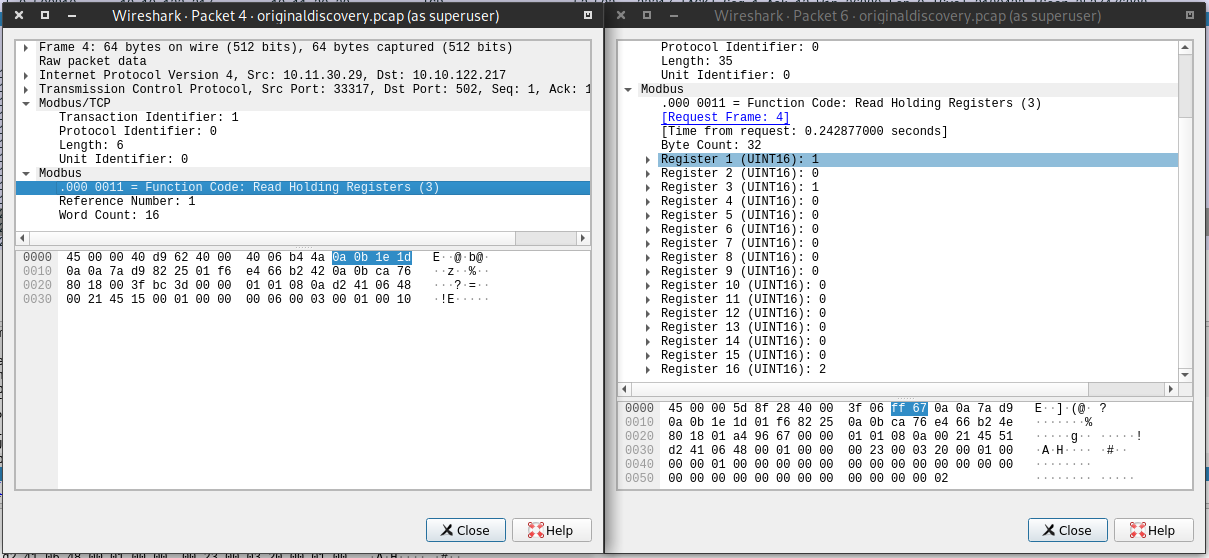 Wireshark · Packet 4 · originaldiscovery.pcap (as superuser)
Frame 4: 64 bytes on wire (512 bits), 64 bytes captured (512 bits)
Raw packet data
Internet Protocol Version 4, Src: 10.11.30.29, Dst: 10.10.122.217
Transmission Control Protocol, Src Port: 33317, Dst Port: 502, Seq: 1, Ack: 1
Modbus/TCP
Transaction Identifier: 1
Protocol Identifier: 0
Length: 6
Unit Identifier: 0
Modbus
.000 0011 = Function Code: Read Holding Registers (3)
Reference Number: 1
Word Count: 16
0000 45 00 00 40 d9 62 40 00 40 06 b4 4a 0a 0b 1e 1d E··@·b@·
0010 0a 0a 7a d9 82 25 01 f6 e4 66 b2 42 0a 0b ca 76 ··z··%··
0020 80 18 00 3f bc 3d 00 00 01 01 08 0a d2 41 06 48 ···?·=··
0030 00 21 45 15 00 01 00 00 00 06 00 03 00 01 00 10 ·!E·····
Close
Help
Wireshark · Packet 6 · originaldiscovery.pcap (as superuser)
Protocol Identifier: 0
Length: 35
Unit Identifier: 0
Modbus
.000 0011 = Function Code: Read Holding Registers (3)
[Request Frame: 4]
[Time from request: 0.242877000 seconds]
Byte Count: 32
Register 1 (UINT16): 1
Register 2 (UINT16): 0
Register 3 (UINT16): 1
Register 4 (UINT16): 0
Register 5 (UINT16): 0
Register 6 (UINT16): 0
Register 7 (UINT16): 0
Register 8 (UINT16): 0
Register 9 (UINT16): 0
Register 10 (UINT16): 0
Register 11 (UINT16): 0
Register 12 (UINT16): 0
Register 13 (UINT16): 0
Register 14 (UINT16): 0
Register 15 (UINT16): 0
Register 16 (UINT16): 2
0000 45 00 00 5d 8f 28 40 00 3f 06 ff 67 0a 0a 7a d9 E··]·(@· ?
0010 0a 0b 1e 1d 01 f6 82 25 0a 0b ca 76 e4 66 b2 4e ·······%
0020 80 18 01 a4 96 67 00 00 01 01 08 0a 00 21 45 51 ·····g·· ·····!
0030 d2 41 06 48 00 01 00 00 00 23 00 03 20 00 01 00 ·A·H···· ·#··
0040 00 00 01 00 00 00 00 00 00 00 00 00 00 00 00 00 ········
0050 00 00 00 00 00 00 00 00 00 00 00 00 02 ········ ·····
Close
Help